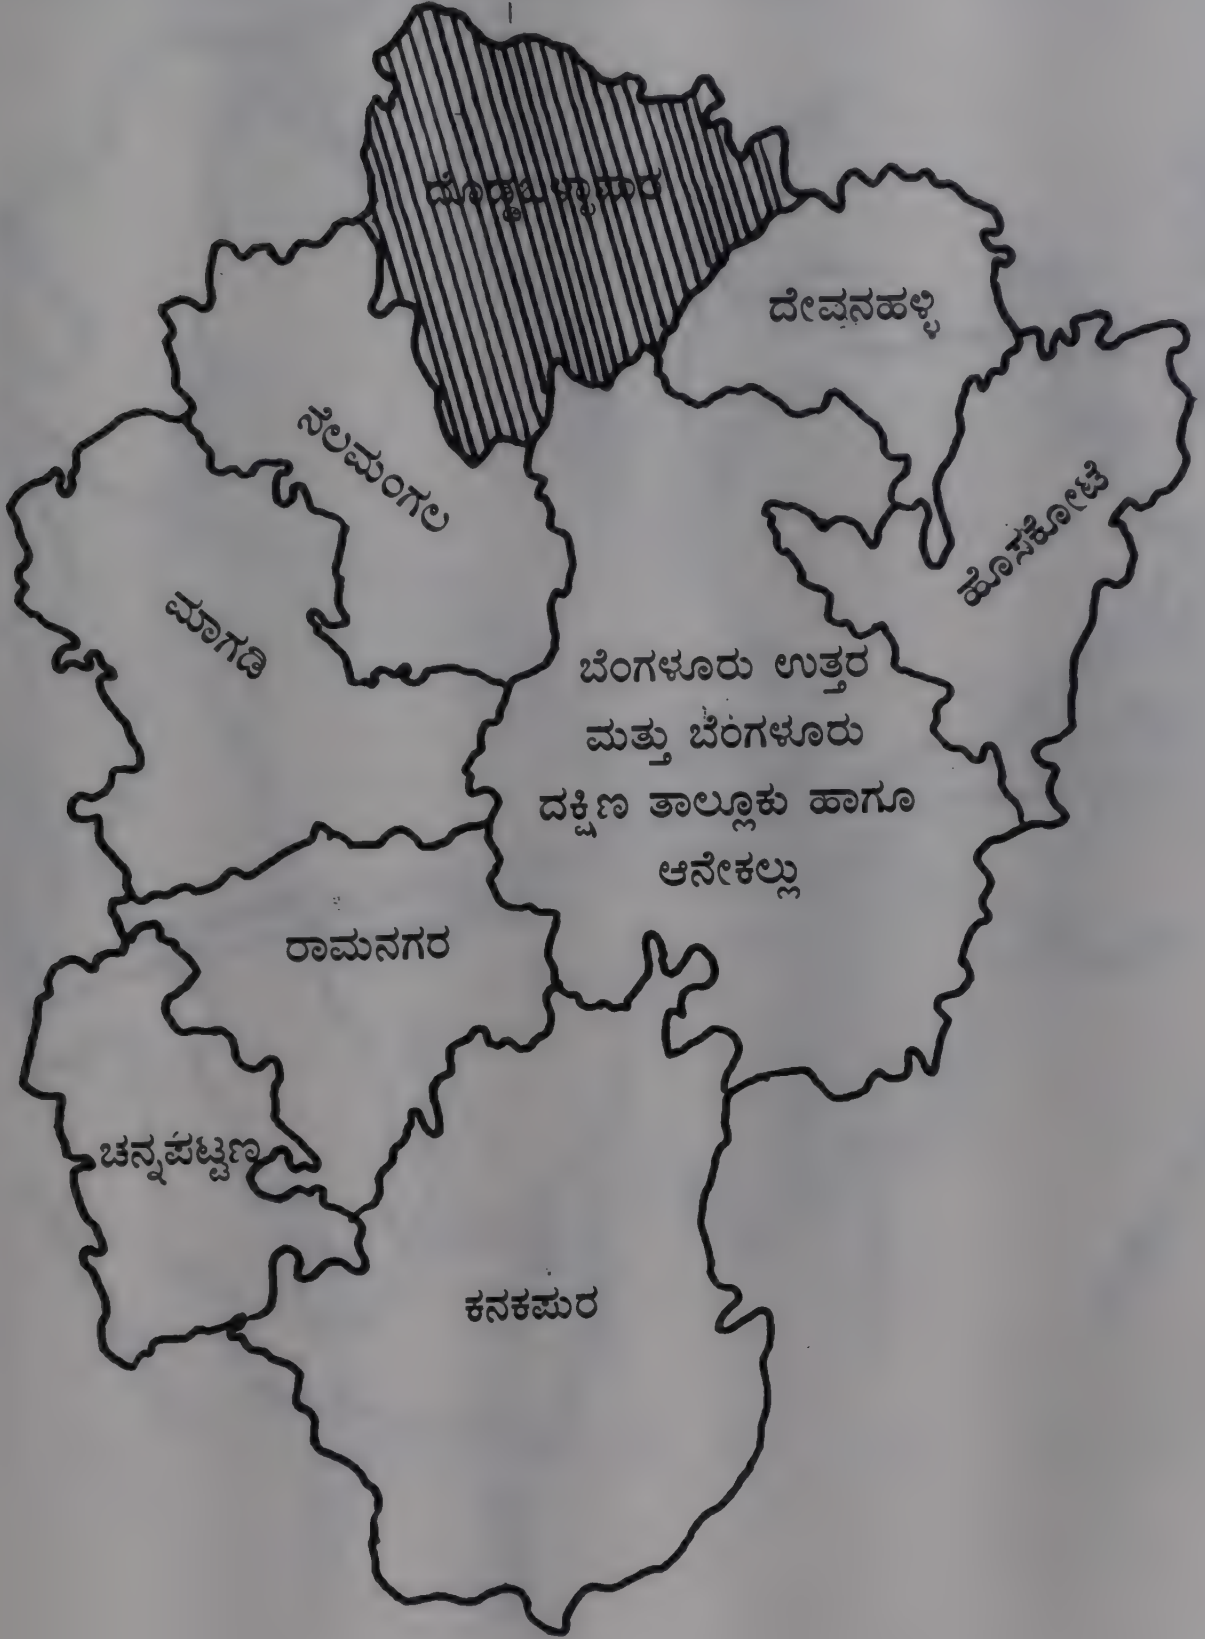 ದೊಡ್ಡಬಳ್ಳಾಪುರ
ದೇವನಹಳ್ಳಿ
ನೆಲಮಂಗಲ
ಹೊಸಕೋಟೆ
ಮಾಗಡಿ
ಬೆಂಗಳೂರು ಉತ್ತರ
ಮತ್ತು ಬೆಂಗಳೂರು
ದಕ್ಷಿಣ ತಾಲ್ಲೂಕು ಹಾಗೂ
ಆನೇಕಲ್ಲು
ರಾಮನಗರ
ಚನ್ನಪಟ್ಟಣ
ಕನಕಪುರ